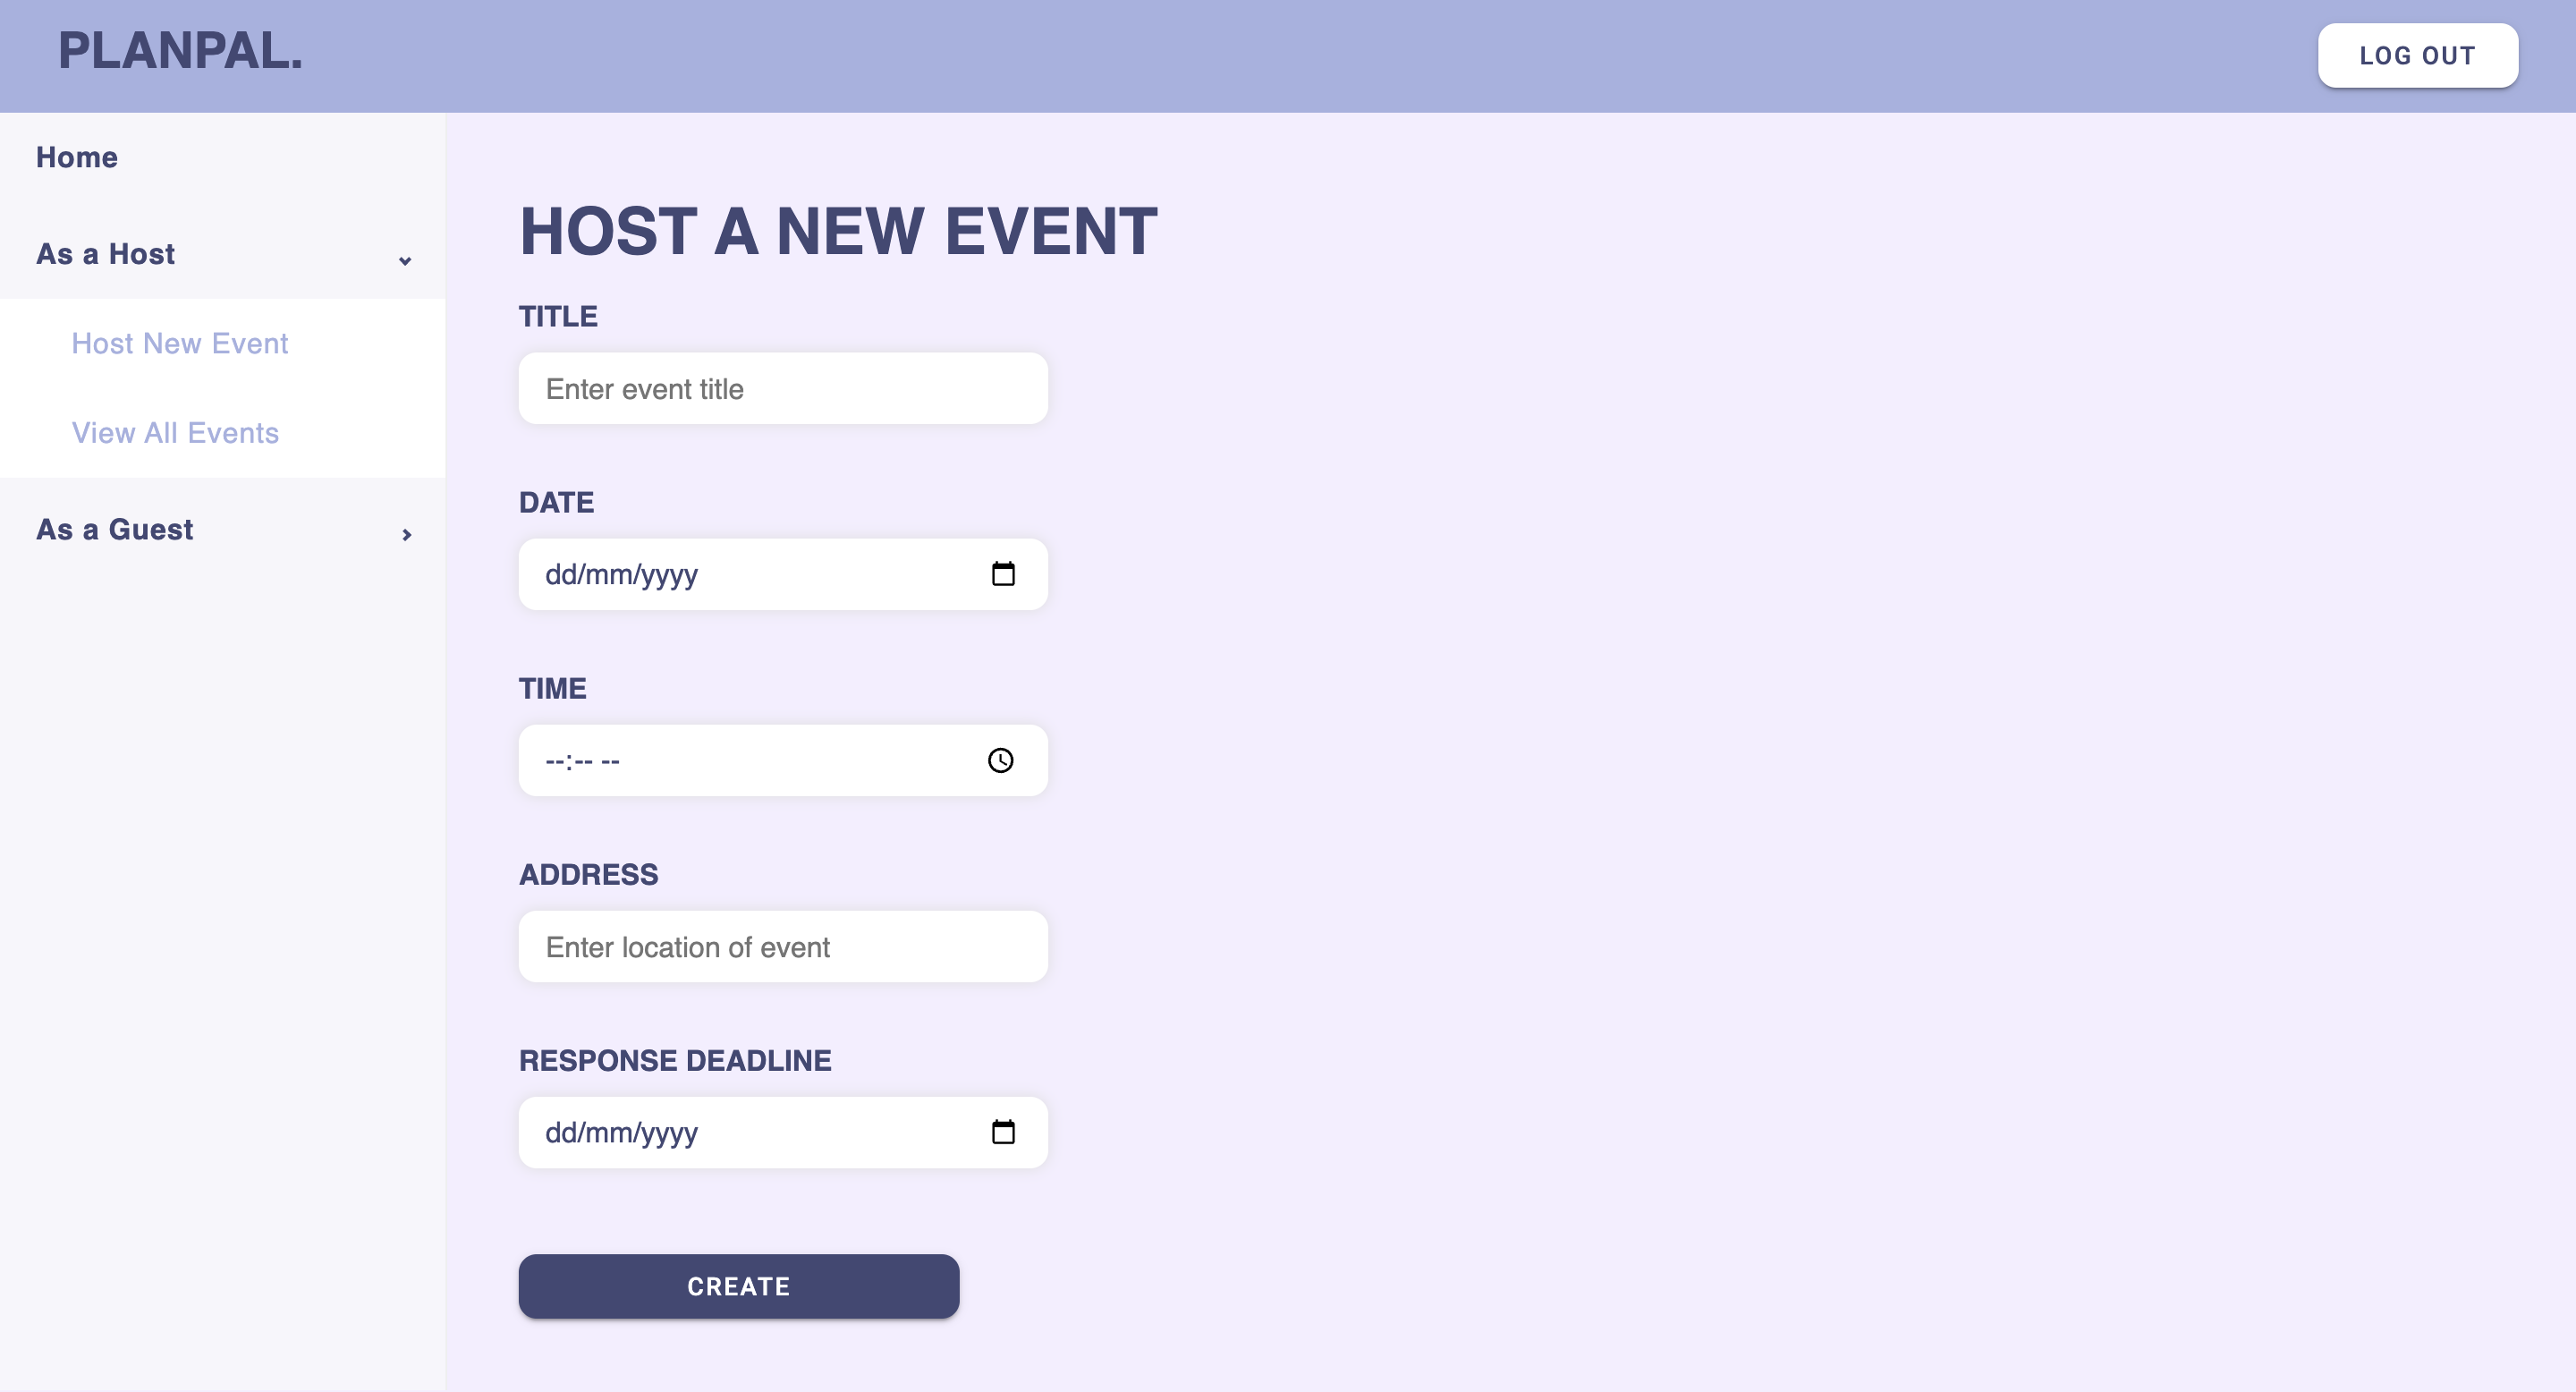 PLANPAL.
LOG OUT
Home
As a Host
Host New Event
View All Events
As a Guest
HOST A NEW EVENT
TITLE
Enter event title
DATE
dd/mm/yyyy
TIME
--:-- --
ADDRESS
Enter location of event
RESPONSE DEADLINE
dd/mm/yyyy
CREATE